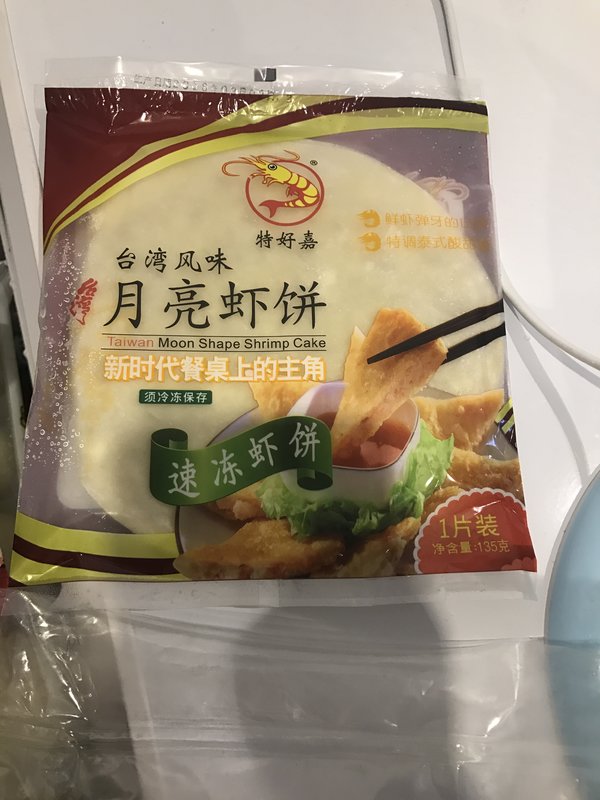 ®
特好嘉
鲜虾弹牙的
特调泰式酸
台湾风味
台湾
月亮虾饼
Taiwan Moon Shape Shrimp Cake
新时代餐桌上的主角
须冷冻保存
速冻虾饼
1片装
净含量:135克